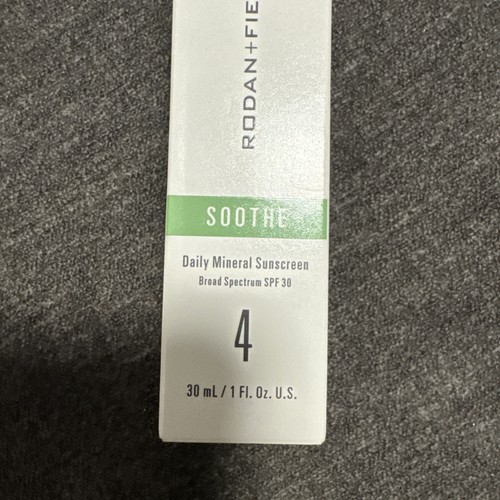 RODAN+FIE
SOOTHE
Daily Mineral Sunscreen
Broad Spectrum SPF 30
4
30 mL / 1 Fl. Oz. U.S.